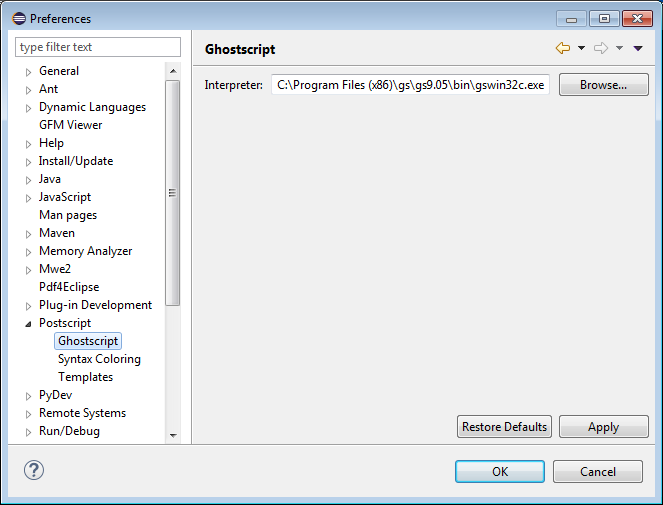 Preferences
type filter text
General
Ant
Dynamic Languages
GFM Viewer
Help
Install/Update
Java
JavaScript
Man pages
Maven
Memory Analyzer
Mwe2
Pdf4Eclipse
Plug-in Development
Postscript
Ghostscript
Syntax Coloring
Templates
PyDev
Remote Systems
Run/Debug
Ghostscript
Interpreter: C:\Program Files (x86)\gs\gs9.05\bin\gswin32c.exe Browse...
Restore Defaults Apply
? OK Cancel